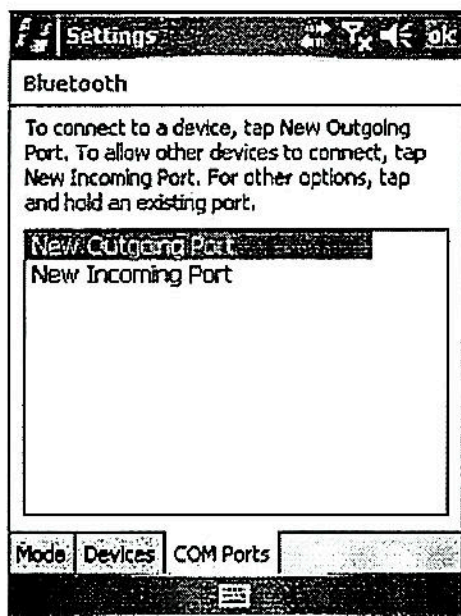 Settings
ok
Bluetooth
To connect to a device, tap New Outgoing
Port. To allow other devices to connect, tap
New Incoming Port. For other options, tap
and hold an existing port.
New Outgoing Port
New Incoming Port
Mode Devices COM Ports